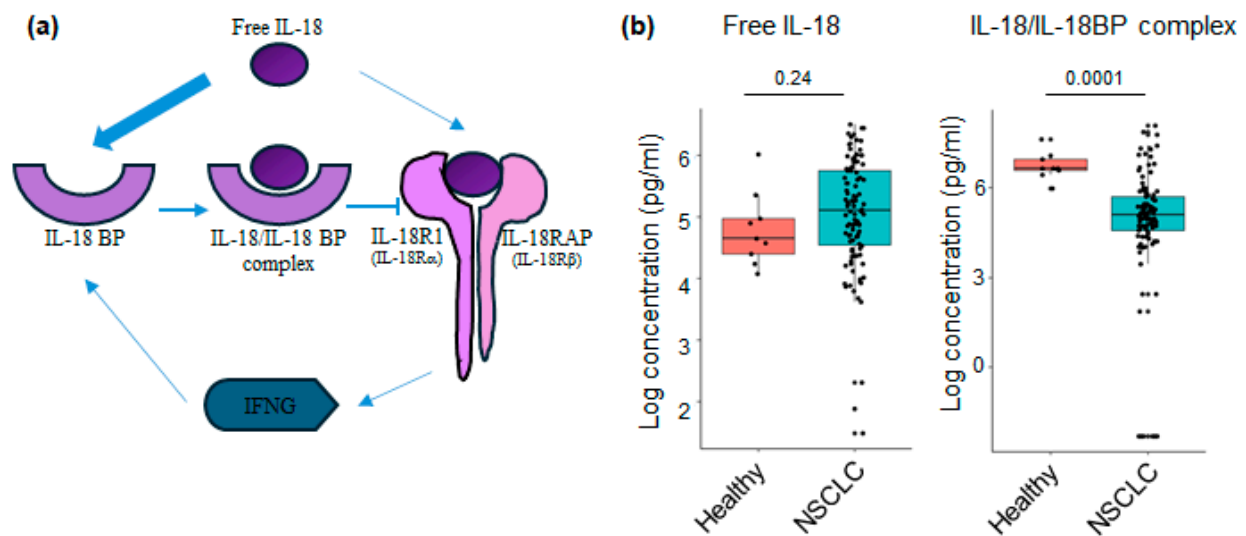 (a)
Free IL-18
IL-18 BP
IL-18/IL-18 BP
complex
IL-18R1
(IL-18Rα)
IL-18RAP
(IL-18Rβ)
IFNG
(b)
Free IL-18
0.24
Log concentration (pg/ml)
6
5
4
3
2
Healthy
NSCLC
IL-18/IL-18BP complex
0.0001
Log concentration (pg/ml)
6
3
0
Healthy
NSCLC